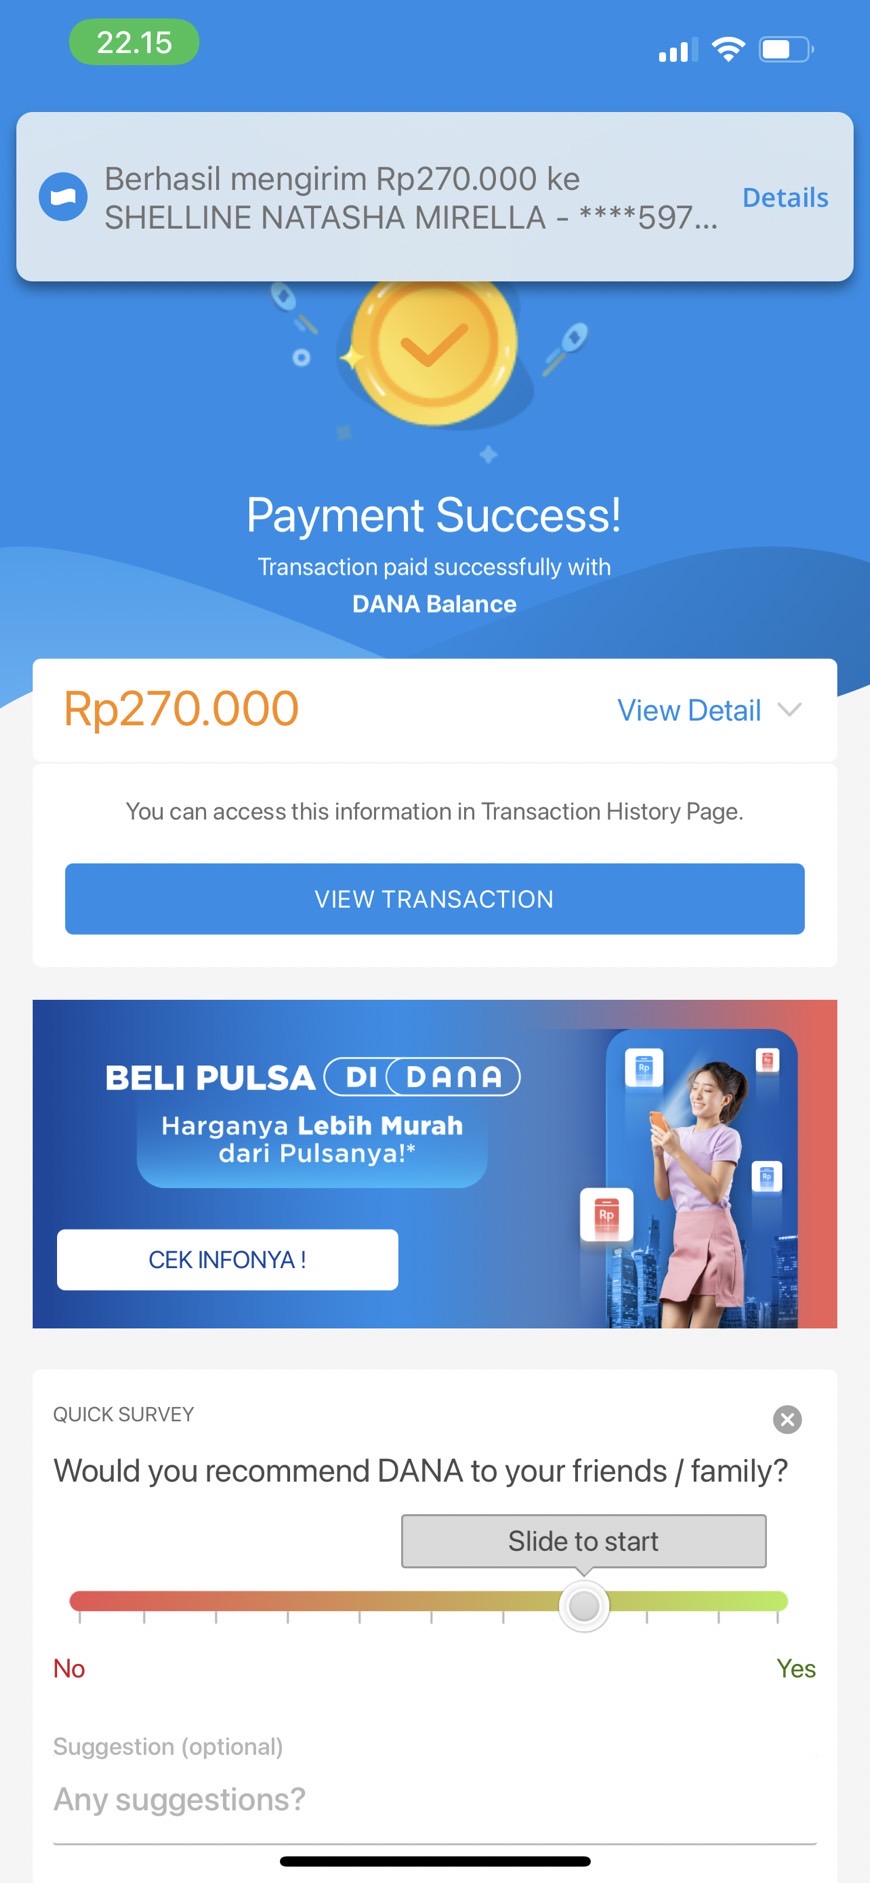 22.15
Berhasil mengirim Rp270.000 ke
SHELLINE NATASHA MIRELLA - ****597...
Details
Payment Success!
Transaction paid successfully with
DANA Balance
Rp270.000
View Detail
You can access this information in Transaction History Page.
VIEW TRANSACTION
BELI PULSA DI DANA
Harganya Lebih Murah
dari Pulsanya!*
Rp
Rp
Rp
Rp
CEK INFONYA !
QUICK SURVEY
Would you recommend DANA to your friends / family?
Slide to start
No
Yes
Suggestion (optional)
Any suggestions?